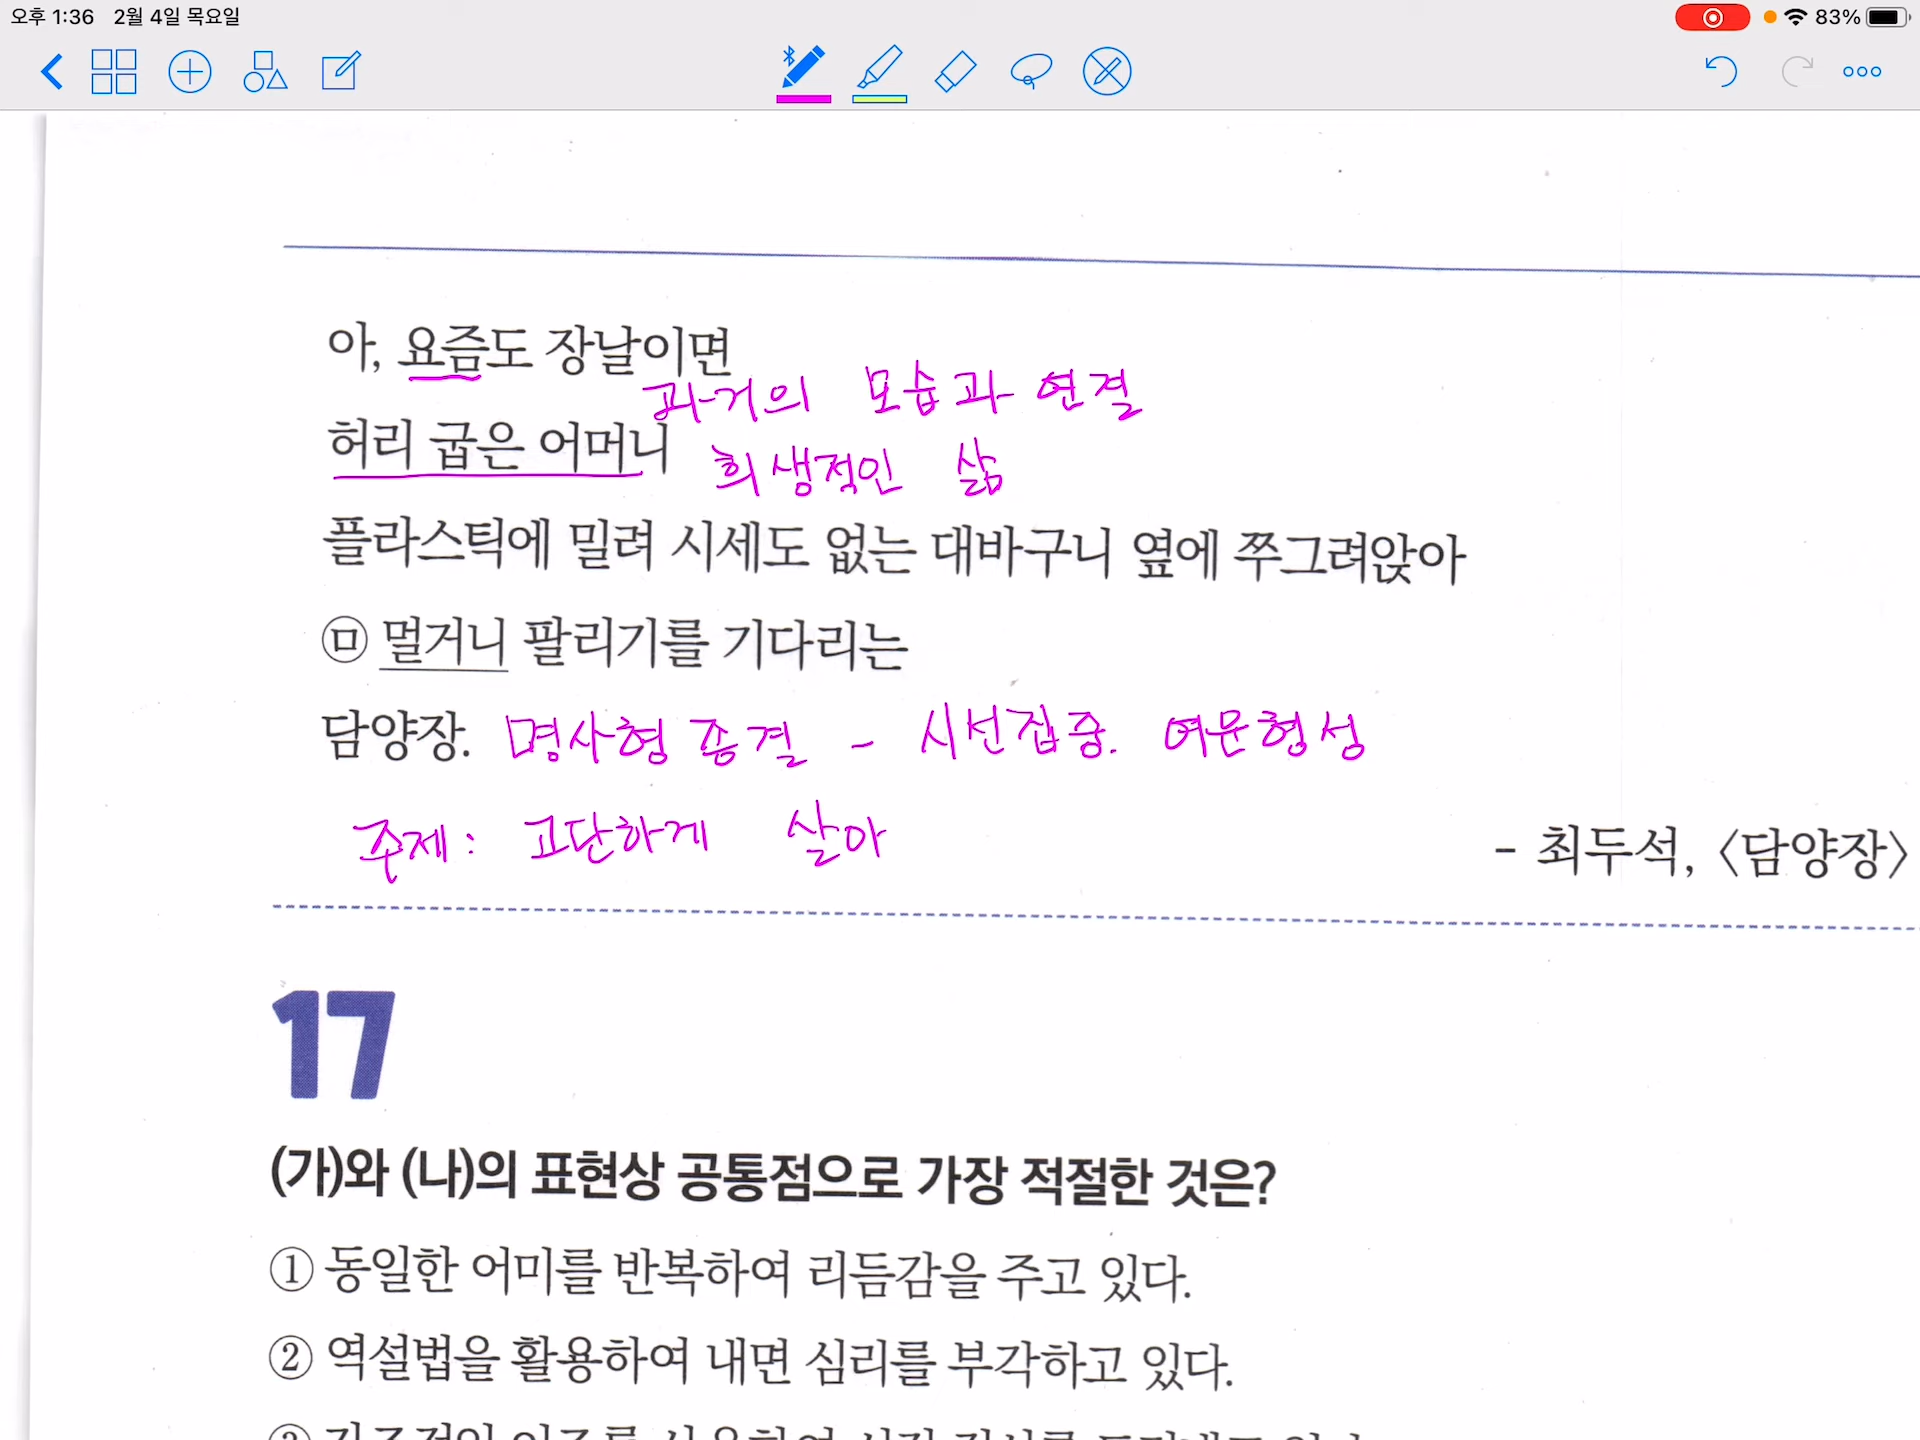 오후 1:36 2월 4일 목요일
83%
아, 요즘도 장날이면
과거의 모습과 연결
허리 굽은 어머니
희생적인 삶
플라스틱에 밀려 시세도 없는 대바구니 옆에 쭈그려앉아
㉤ 멀거니 팔리기를 기다리는
담양장. 명사형 종결 - 시선집중. 여운형성
주제: 고단하게 살아
- 최두석, 〈담양장〉
17
(가)와 (나)의 표현상 공통점으로 가장 적절한 것은?
① 동일한 어미를 반복하여 리듬감을 주고 있다.
② 역설법을 활용하여 내면 심리를 부각하고 있다.